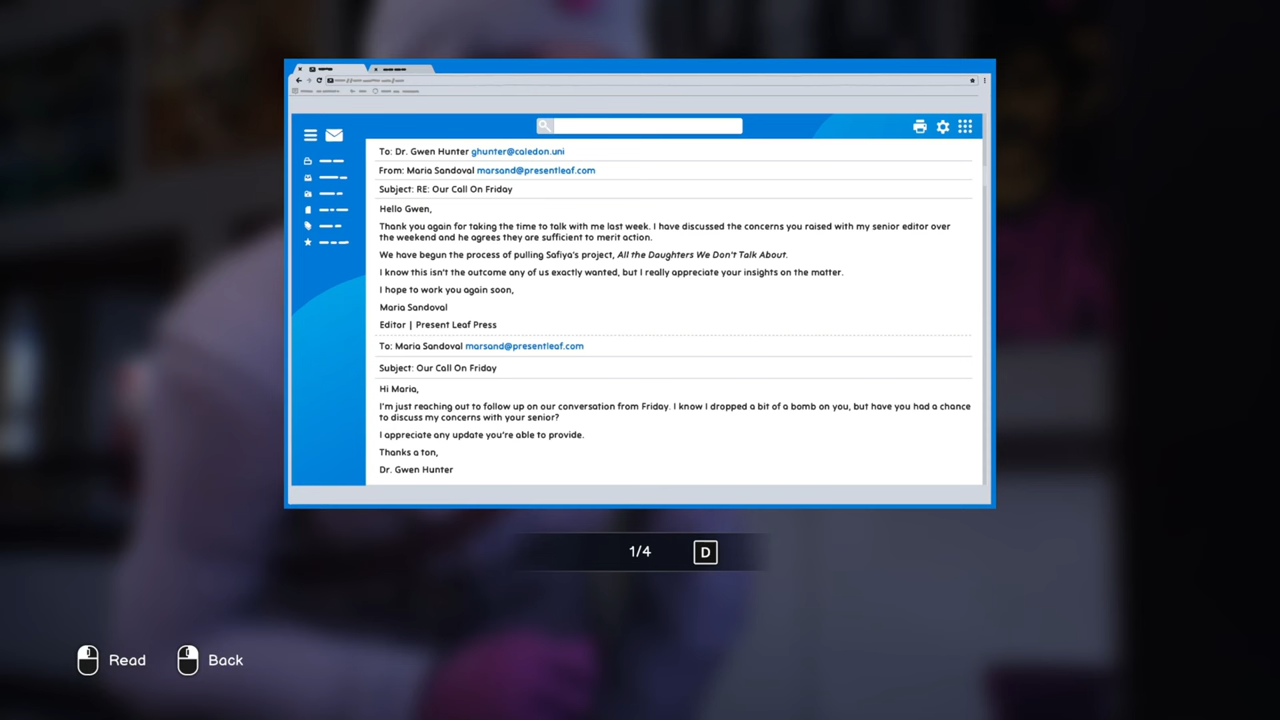 To: Dr. Gwen Hunter ghunter@caledon.uni
From: Maria Sandoval marsand@presentleaf.com
Subject: RE: Our Call On Friday
Hello Gwen,
Thank you again for taking the time to talk with me last week. I have discussed the concerns you raised with my senior editor over
the weekend and he agrees they are sufficient to merit action.
We have begun the process of pulling Safiya's project, All the Daughters We Don't Talk About.
I know this isn't the outcome any of us exactly wanted, but I really appreciate your insights on the matter.
I hope to work you again soon,
Maria Sandoval
Editor | Present Leaf Press
To: Maria Sandoval marsand@presentleaf.com
Subject: Our Call On Friday
Hi Maria,
I'm just reaching out to follow up on our conversation from Friday. I know I dropped a bit of a bomb on you, but have you had a chance
to discuss my concerns with your senior?
I appreciate any update you're able to provide.
Thanks a ton,
Dr. Gwen Hunter
1/4 D
Read Back